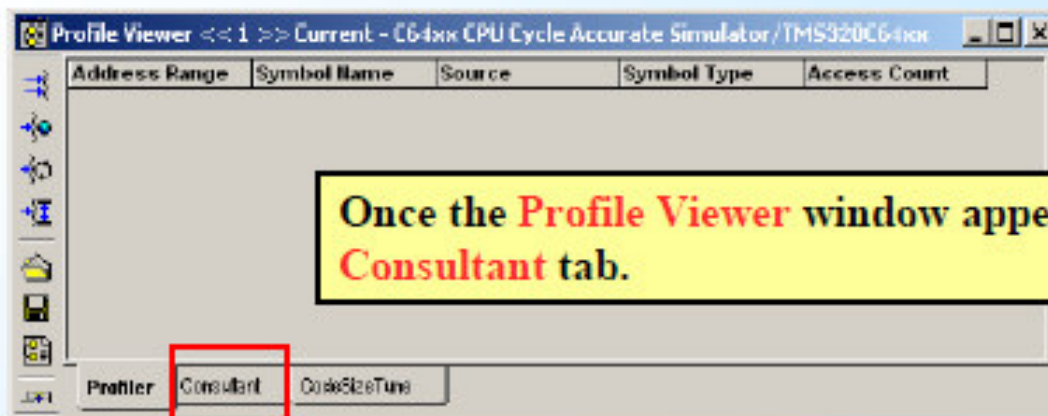 Profile Viewer << 1 >> Current - C64xx CPU Cycle Accurate Simulator/TMS320C64xx
Address Range Symbol Name Source Symbol Type Access Count
Once the Profile Viewer window appe
Consultant tab.
Profiler Consultant CodeSizeTune